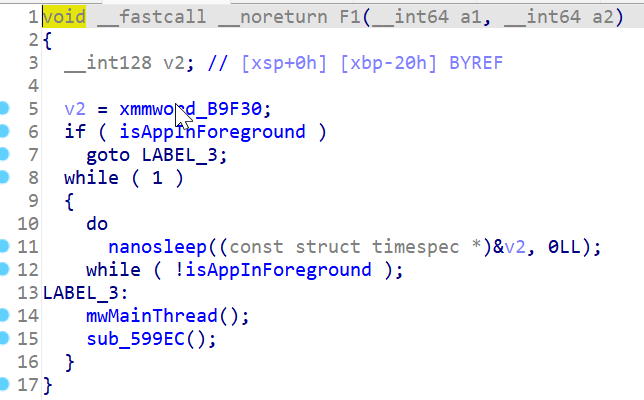 1 void __fastcall __noreturn F1(__int64 a1, __int64 a2)
2 {
3   __int128 v2; // [xsp+0h] [xbp-20h] BYREF
4
5   v2 = xmmword_B9F30;
6   if ( isAppInForeground )
7     goto LABEL_3;
8   while ( 1 )
9   {
10     do
11       nanosleep((const struct timespec *)&v2, 0LL);
12     while ( !isAppInForeground );
13 LABEL_3:
14     mwMainThread();
15     sub_599EC();
16   }
17 }